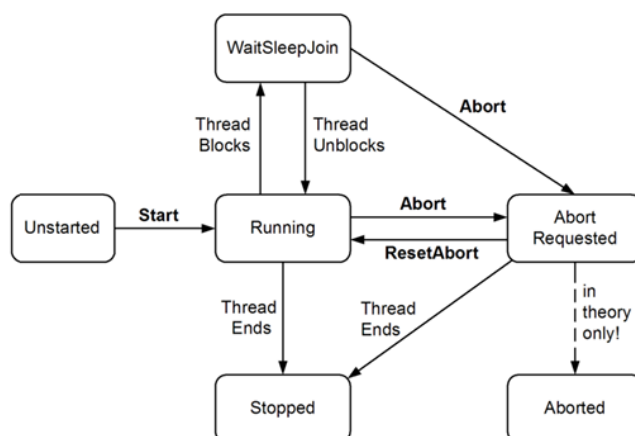 WaitSleepJoin
Abort
Thread
Blocks
Thread
Unblocks
Unstarted
Start
Running
Abort
ResetAbort
Abort
Requested
Thread
Ends
Thread
Ends
in
theory
only!
Stopped
Aborted